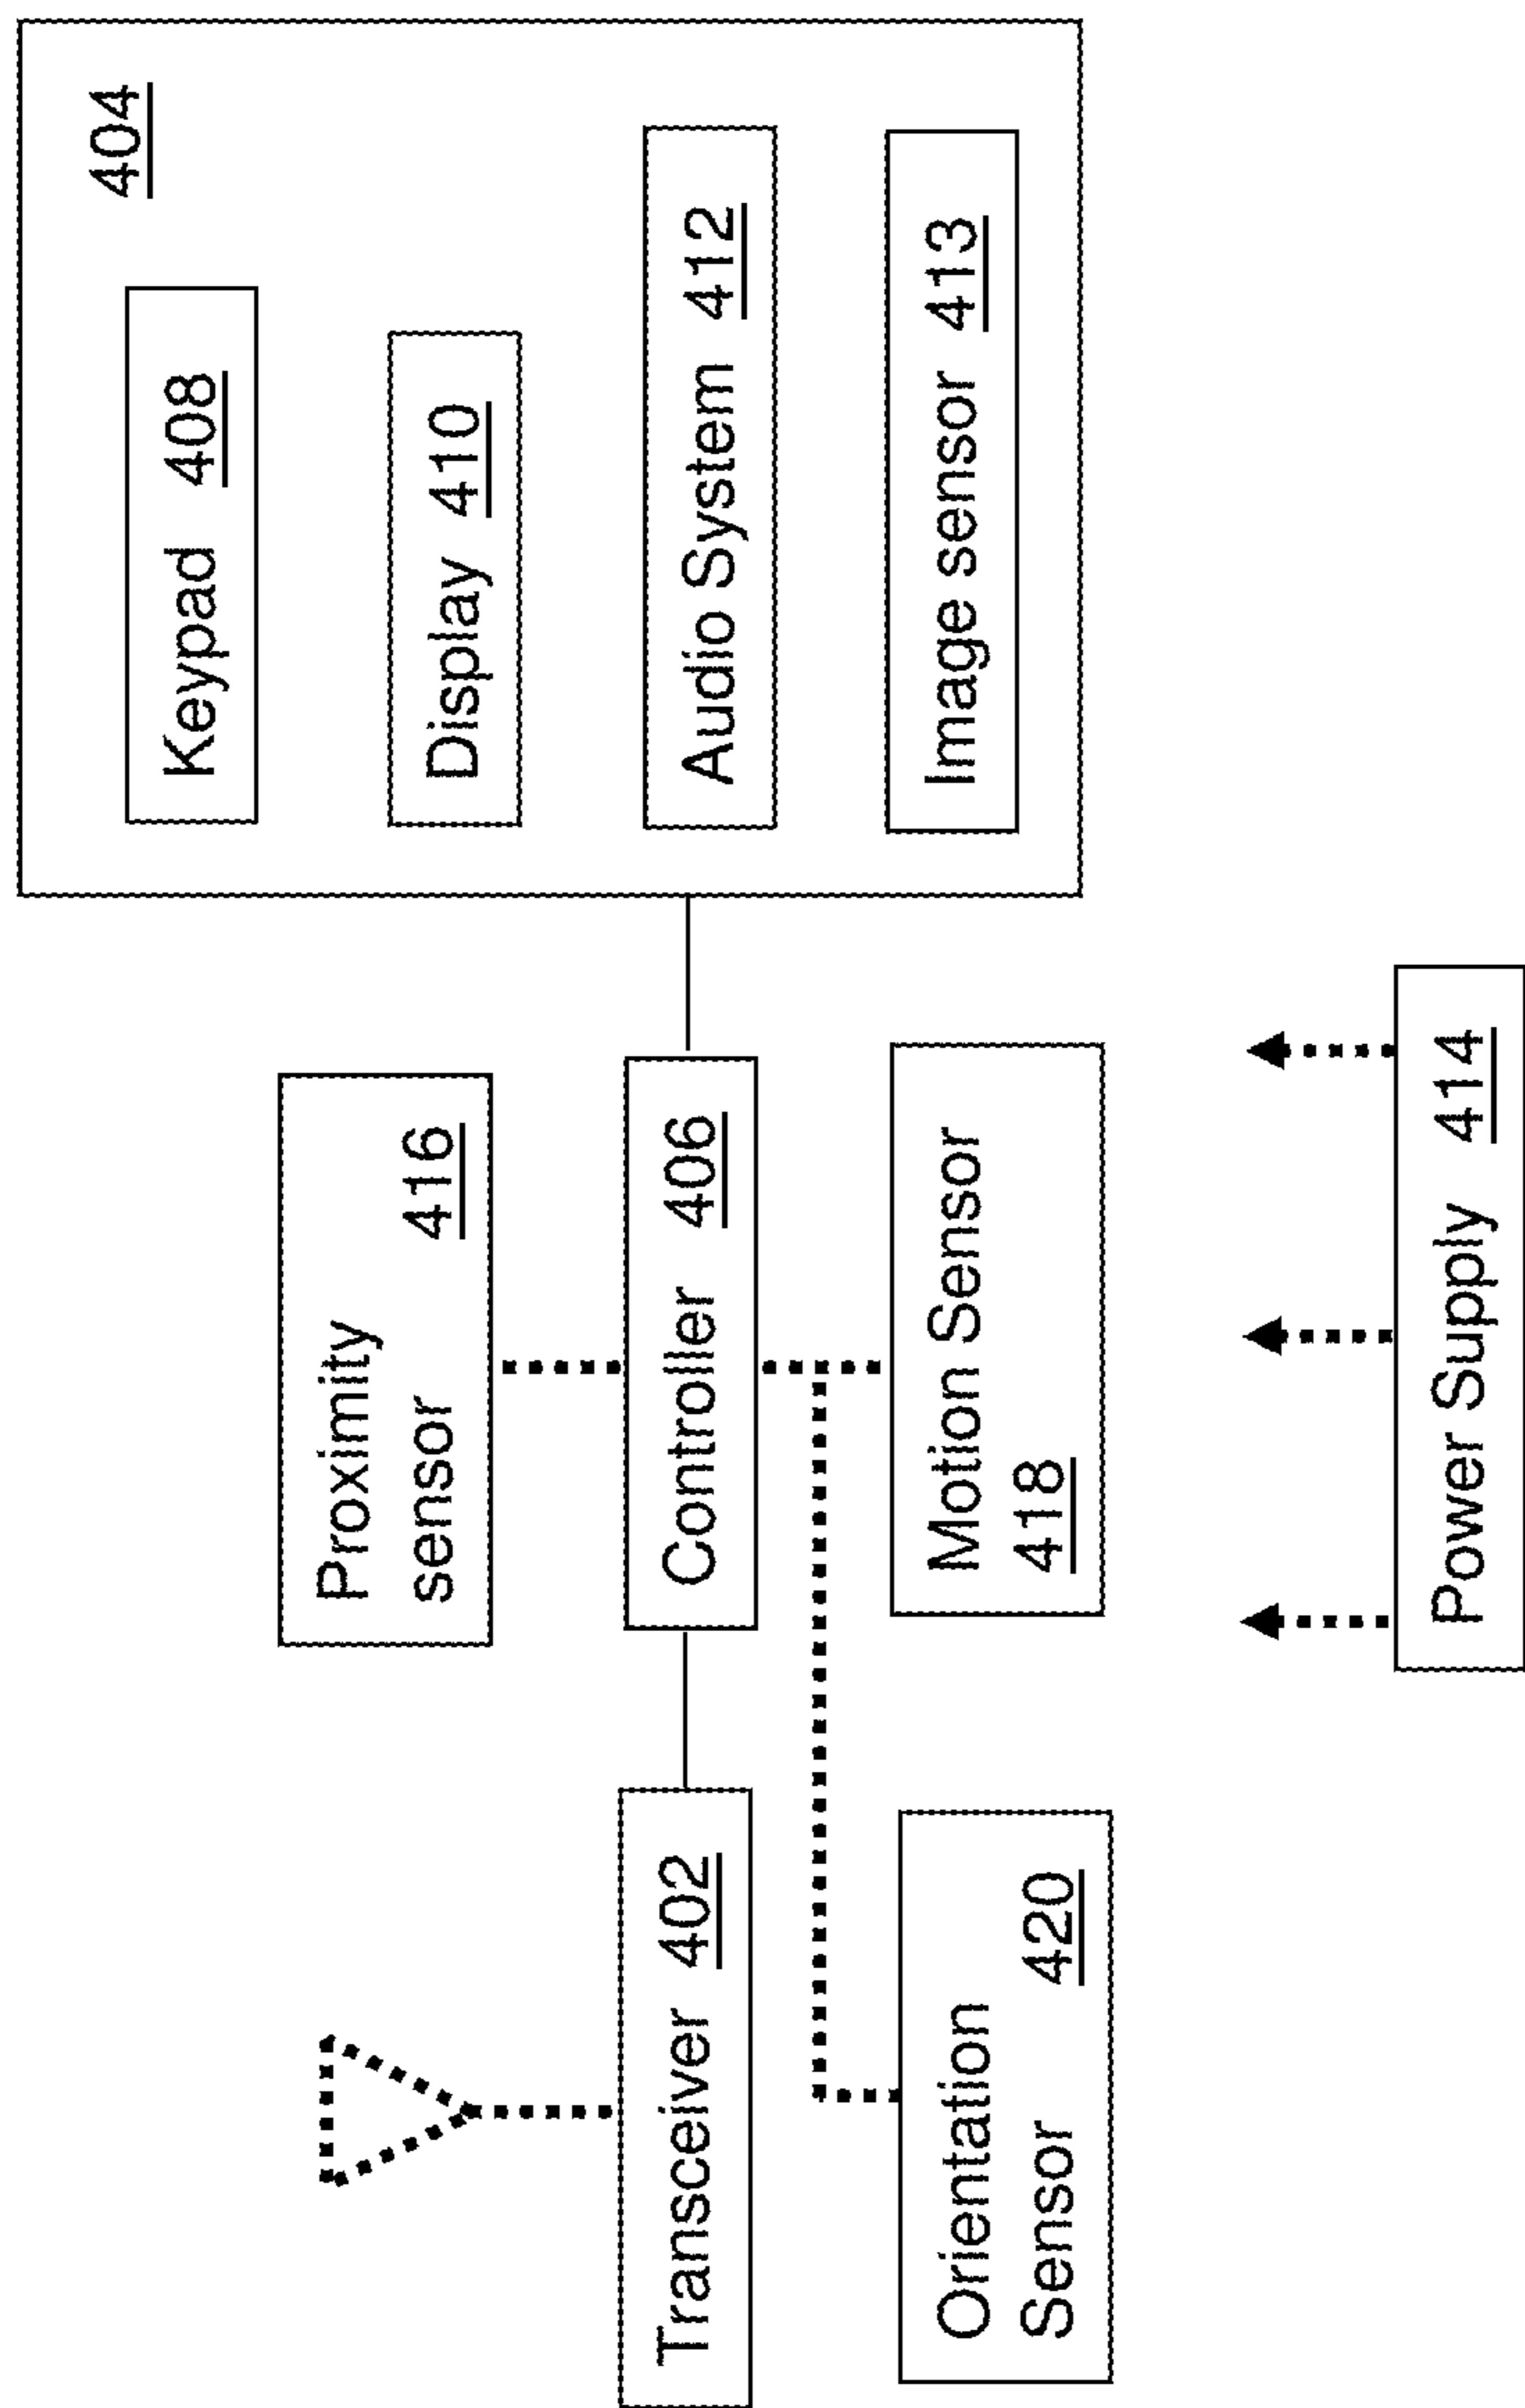 404
Keypad 408
Display 410
Audio System 412
Image sensor 413
Proximity
sensor 416
Controller 406
Motion Sensor
418
Transceiver 402
Orientation
Sensor 420
Power Supply 414